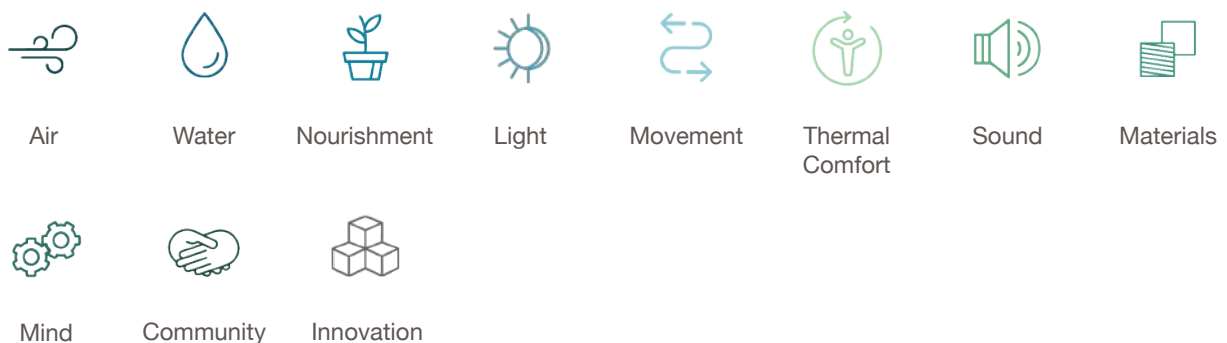 Air
Water
Nourishment
Light
Movement
Thermal
Comfort
Sound
Materials
Mind
Community
Innovation